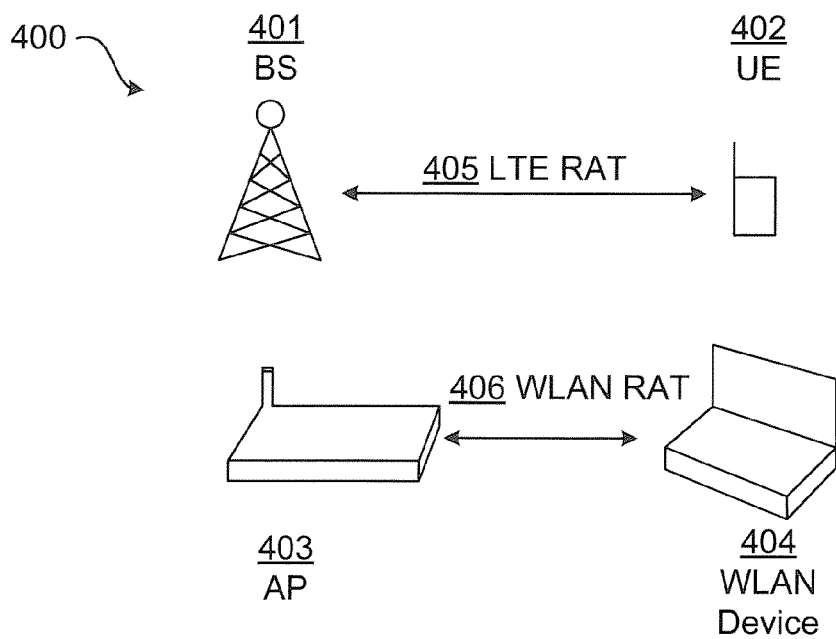 400
401
BS
402
UE
405 LTE RAT
406 WLAN RAT
403
AP
404
WLAN
Device